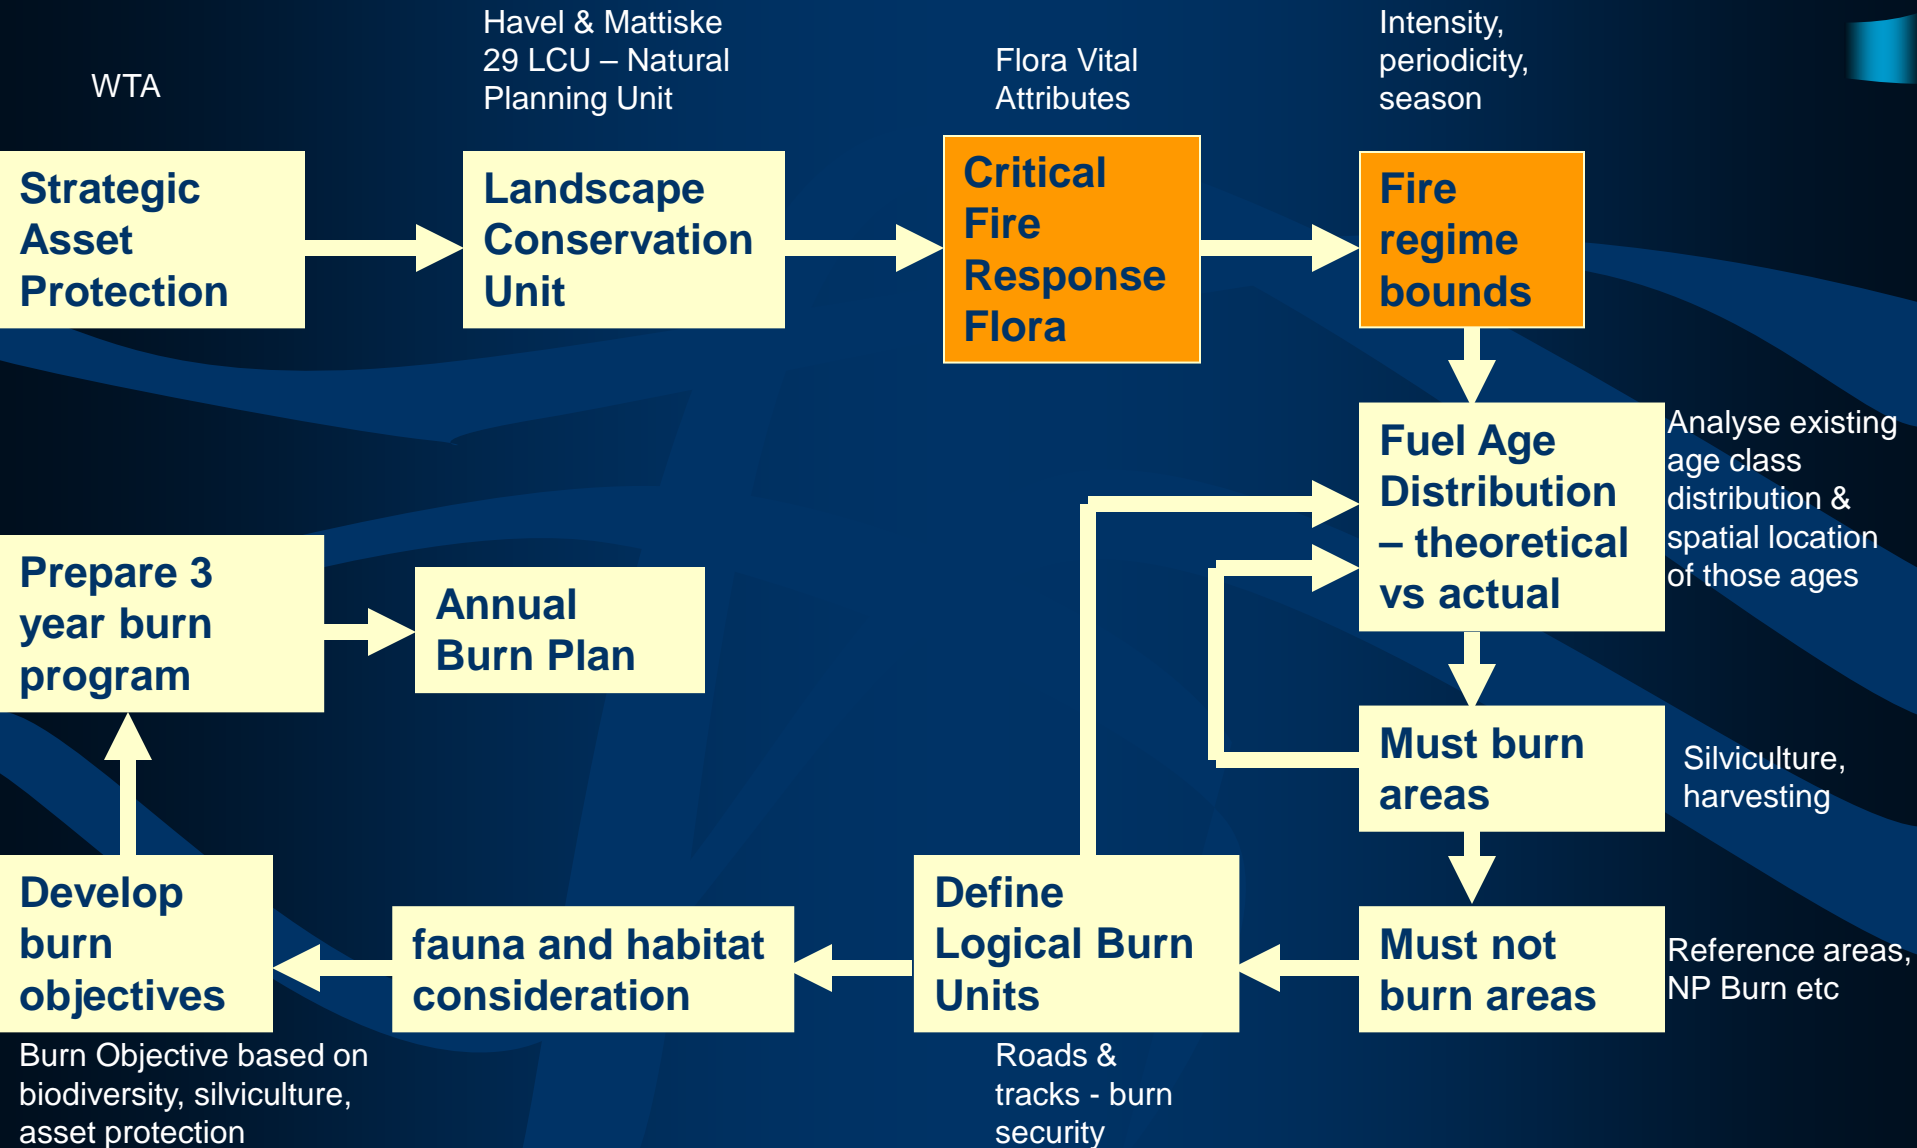 WTA
Havel & Mattiske
29 LCU – Natural
Planning Unit
Flora Vital
Attributes
Intensity,
periodicity,
season
Strategic
Asset
Protection
Landscape
Conservation
Unit
Critical
Fire
Response
Flora
Fire
regime
bounds
Fuel Age
Distribution
– theoretical
vs actual
Analyse existing
age class
distribution &
spatial location
of those ages
Prepare 3
year burn
program
Annual
Burn Plan
Must burn
areas
Silviculture,
harvesting
Develop
burn
objectives
fauna and habitat
consideration
Define
Logical Burn
Units
Must not
burn areas
Reference areas,
NP Burn etc
Burn Objective based on
biodiversity, silviculture,
asset protection
Roads &
tracks - burn
security